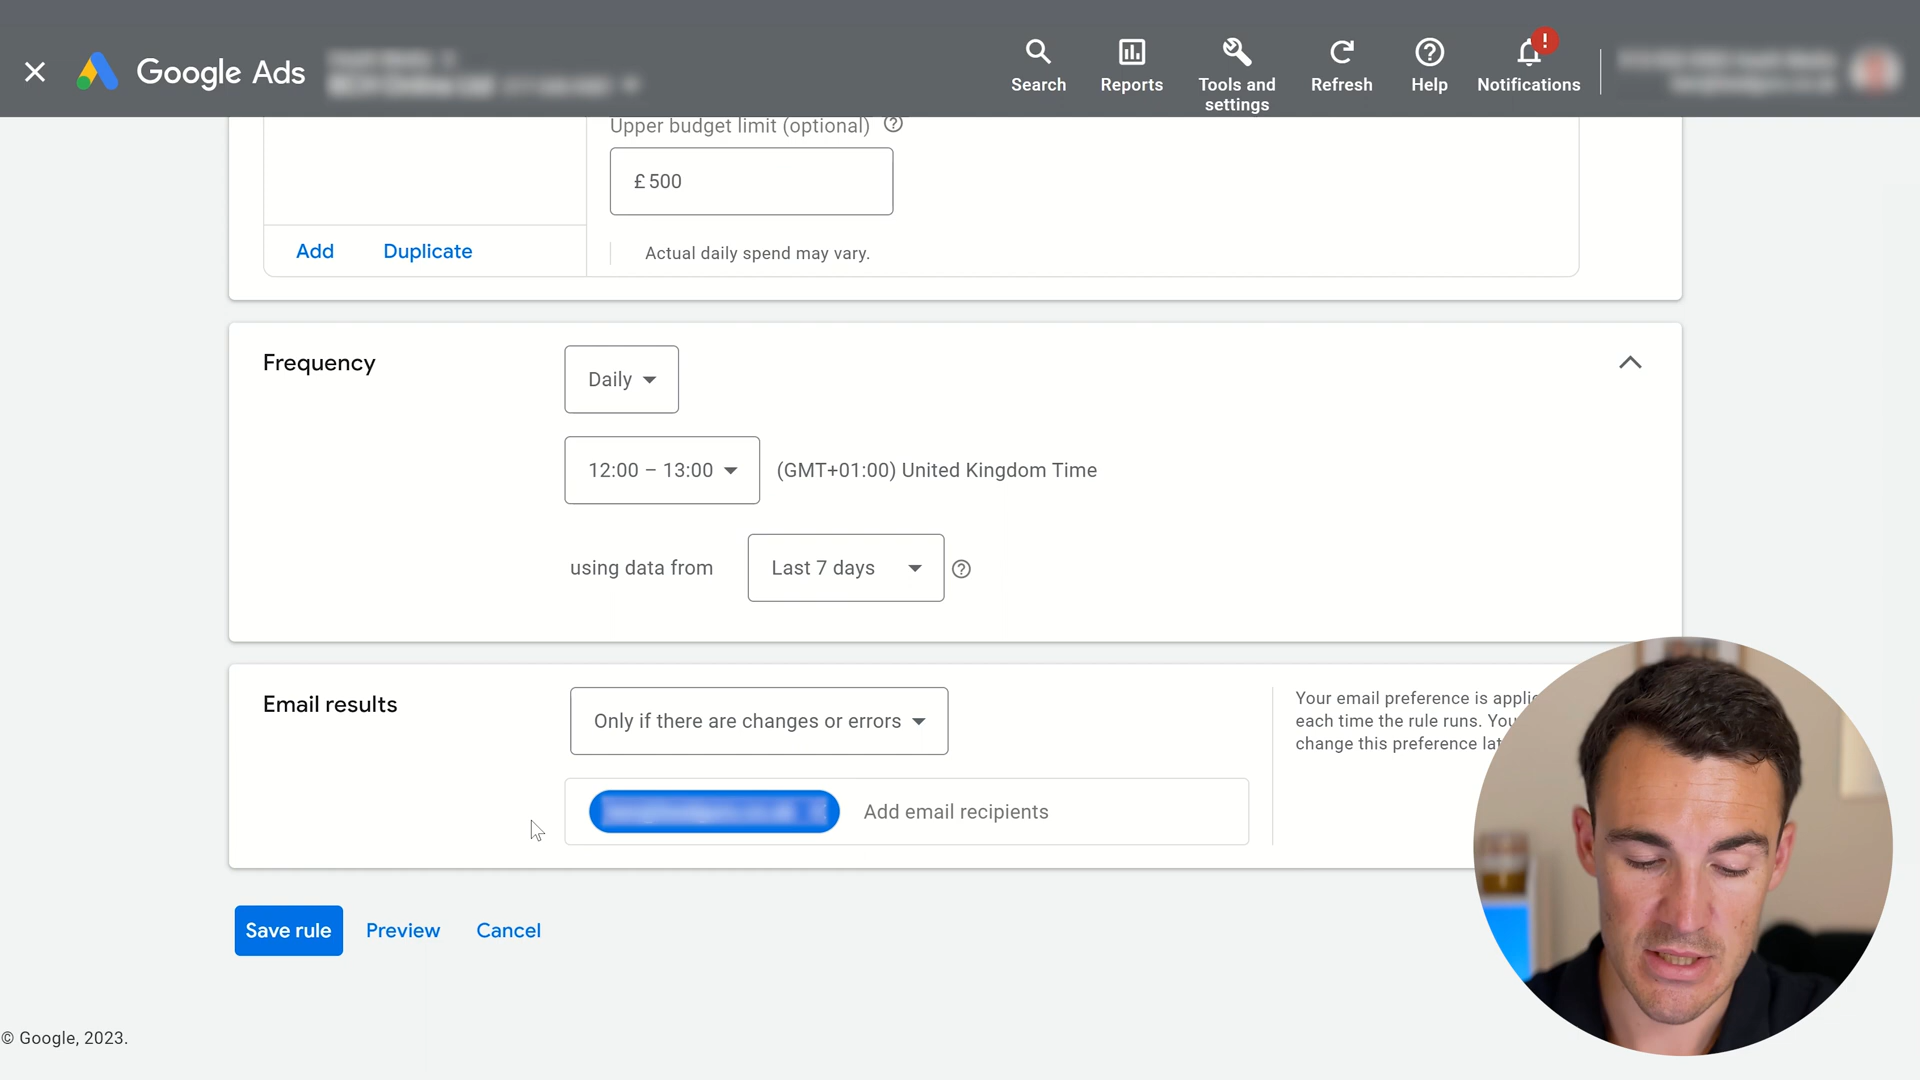 Google Ads
Search
Reports
Tools and
settings
Refresh
Help
Notifications
Upper budget limit (optional)
£ 500
Add
Duplicate
Actual daily spend may vary.
Frequency
Daily
12:00 – 13:00
(GMT+01:00) United Kingdom Time
using data from
Last 7 days
Email results
Only if there are changes or errors
Add email recipients
Your email preference is
each time the rule runs.
change this preference
Save rule
Preview
Cancel
© Google, 2023.